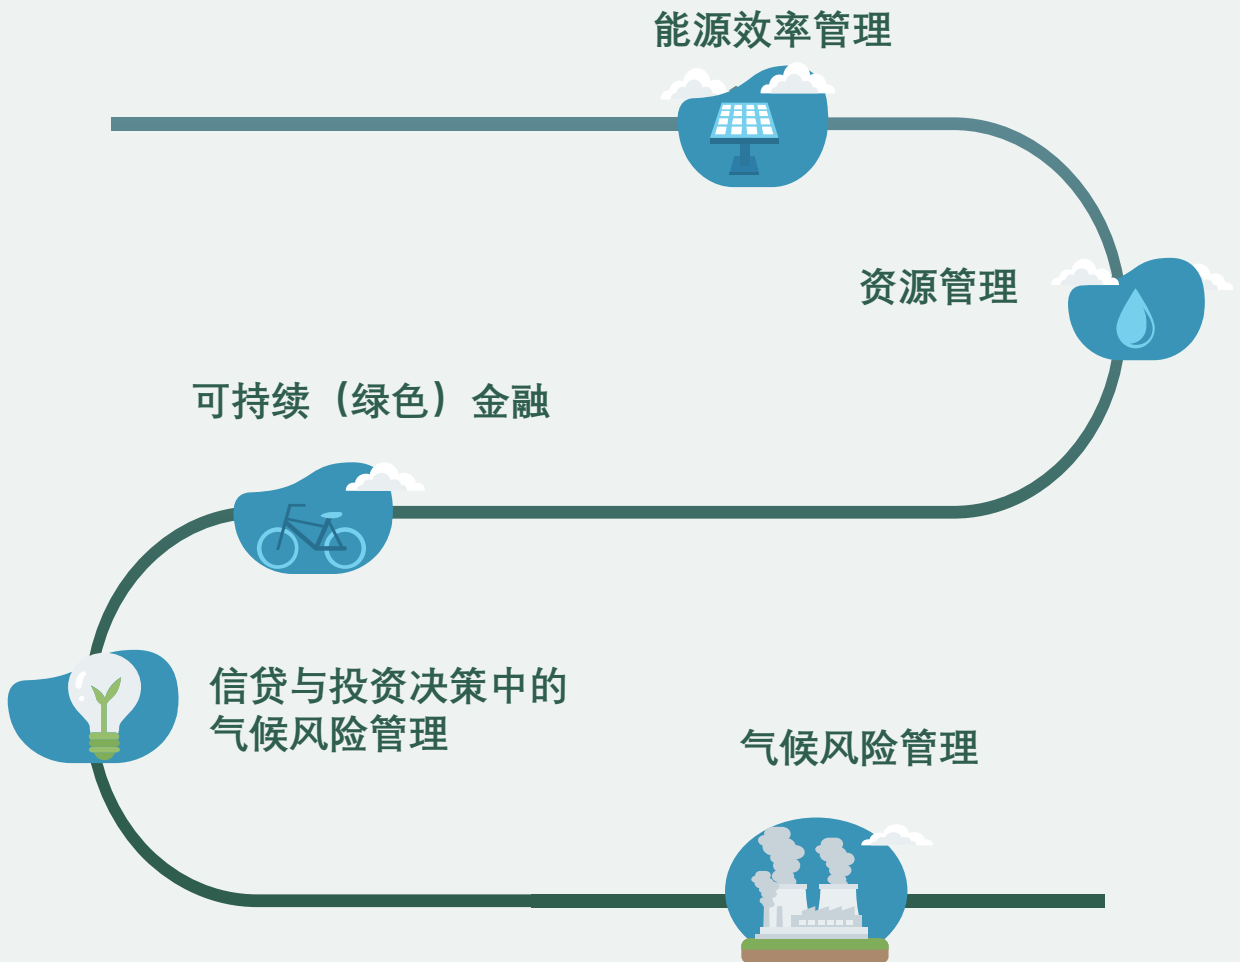 能源效率管理
资源管理
可持续（绿色）金融
信贷与投资决策中的
气候风险管理
气候风险管理